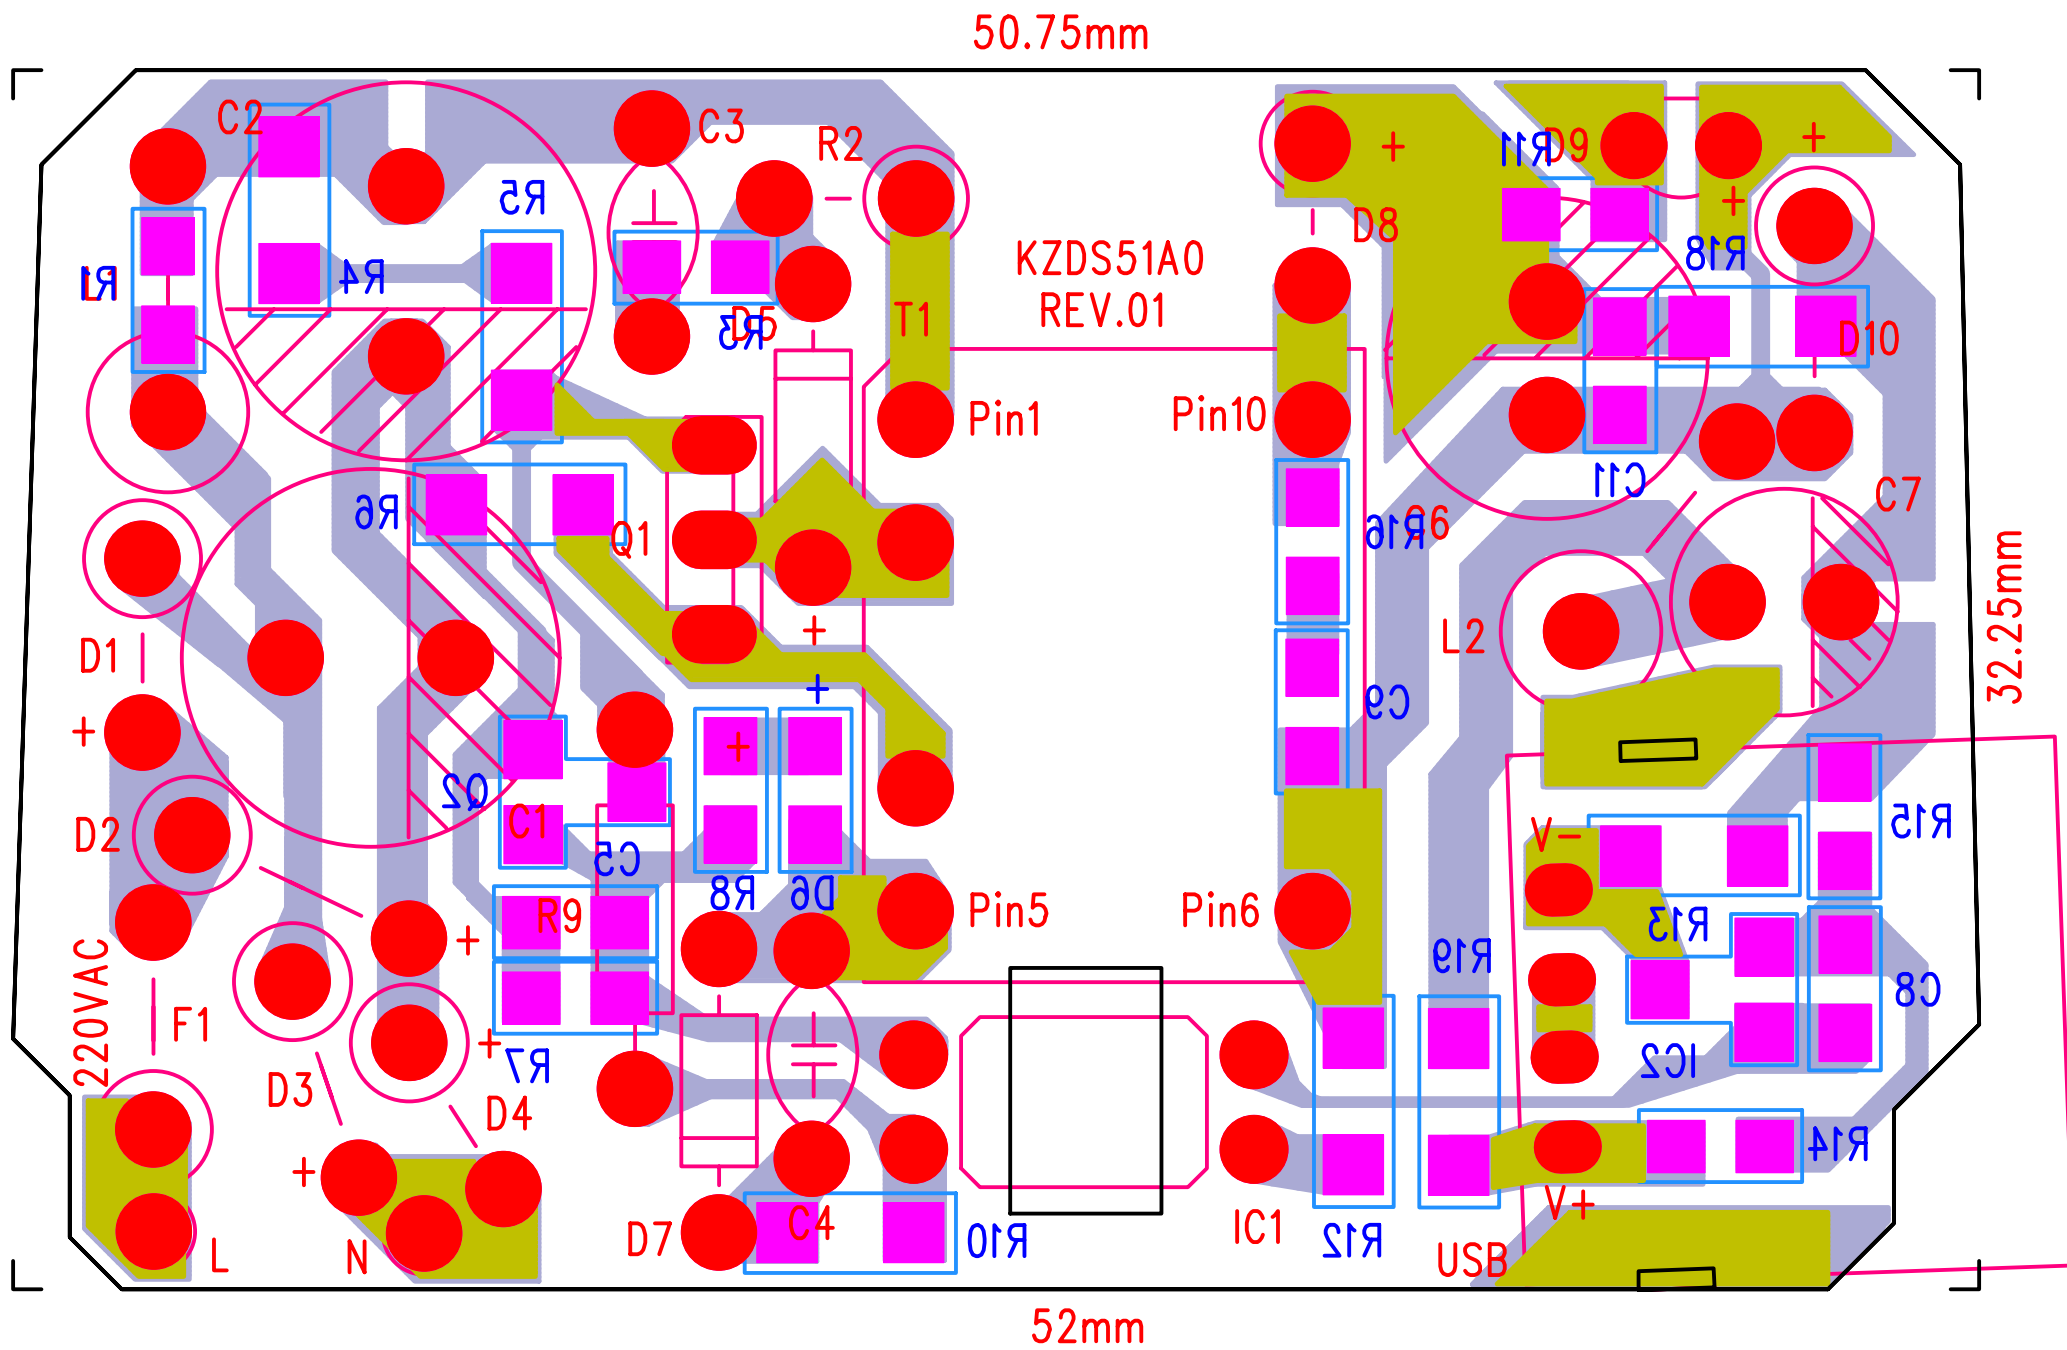 50.75mm
C2
C3
R2
+
R11
D9
+
R5
+
D8
R18
KZDS51A0
REV.01
L1
R1
R4
D5
R3
T1
D10
Pin1
Pin10
R6
Q1
R16
C6
C11
C7
32.25mm
D1
+
L2
+
+
C9
+
D2
Q2
C1
C5
R8
D6
V-
R15
R9
Pin5
Pin6
R13
+
R19
220VAC
F1
+
R7
IC2
C8
D3
D4
R14
+
L
N
D7
C4
R10
IC1
R12
V+
USB
52mm